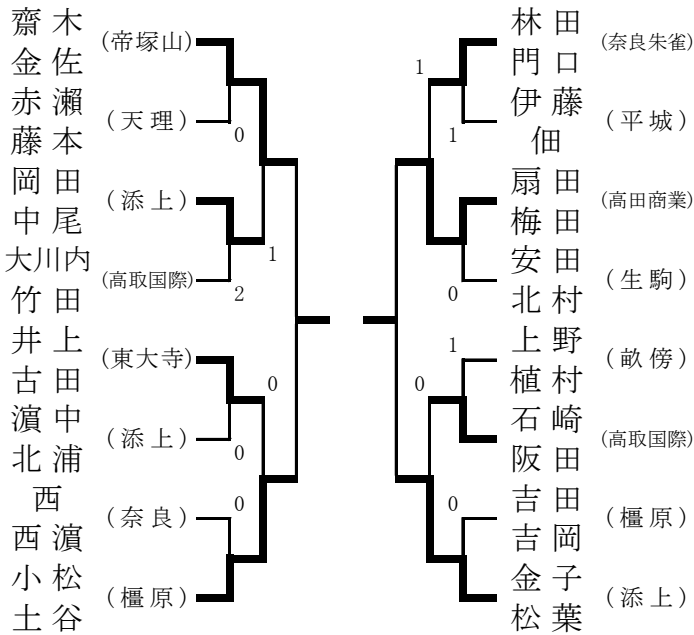 齋木
金佐
(帝塚山)
赤瀬
藤本
(天理)
0
岡田
中尾
(添上)
1
大川内
竹田
(高取国際)
2
井上
古田
(東大寺)
0
濵中
北浦
(添上)
0
西
西濵
(奈良)
0
小松
土谷
(橿原)
林田
門口
(奈良朱雀)
1
伊藤
佃
(平城)
1
扇田
梅田
(高田商業)
安田
北村
(生駒)
0
上野
植村
(畝傍)
1
0
石崎
阪田
(高取国際)
吉田
吉岡
(橿原)
0
金子
松葉
(添上)